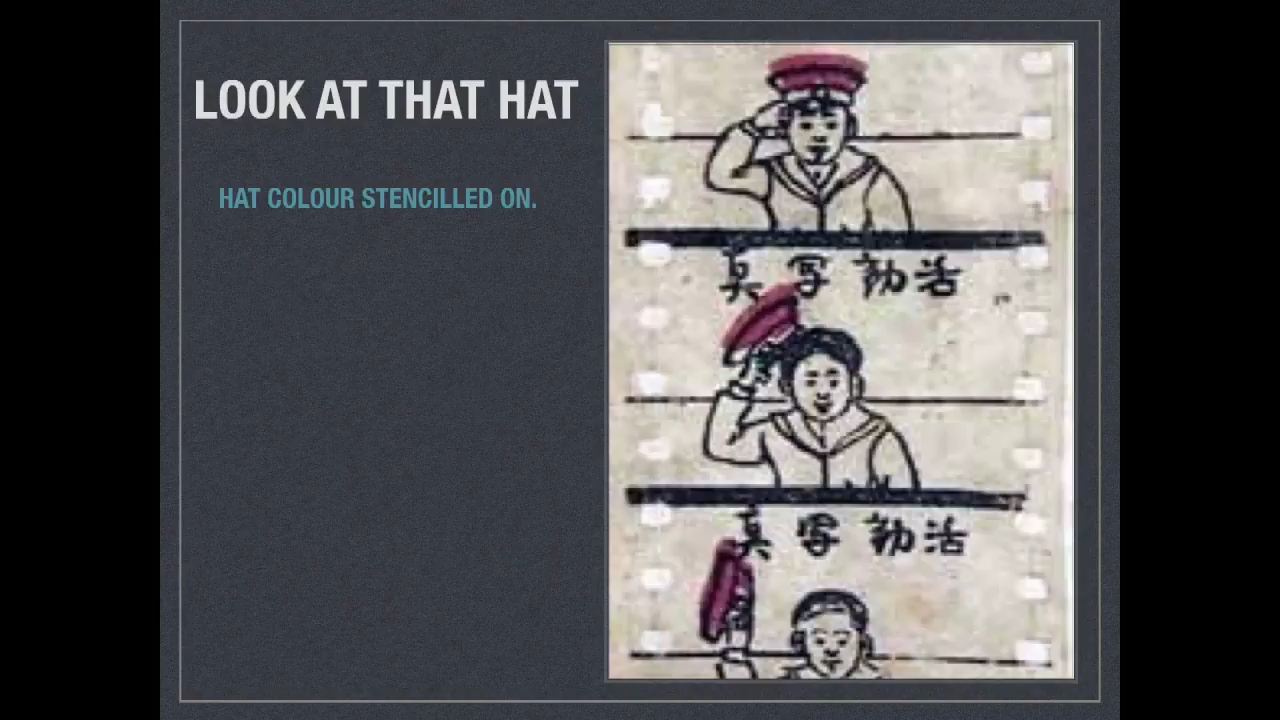 LOOK AT THAT HAT
HAT COLOUR STENCILLED ON.
活動写真
活動写真